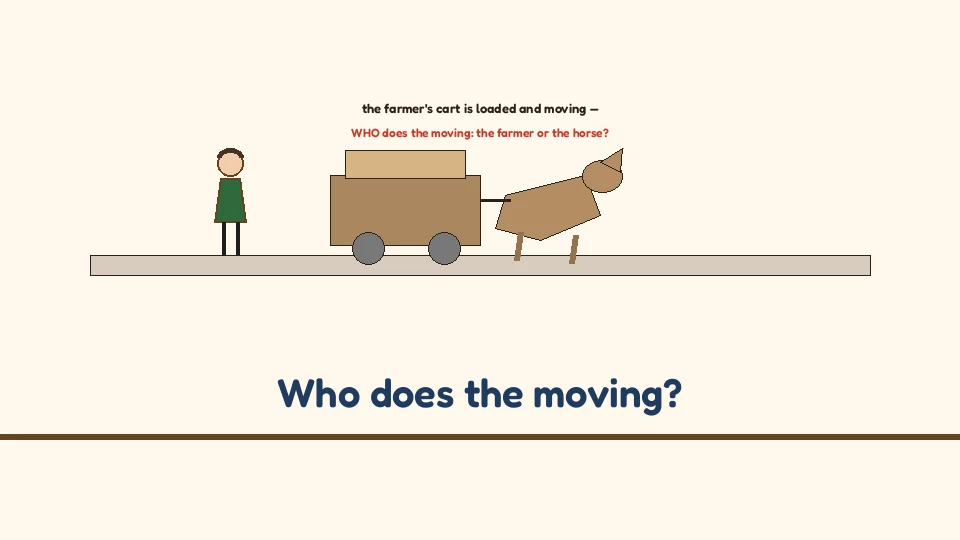 the farmer's cart is loaded and moving —
WHO does the moving: the farmer or the horse?
Who does the moving?